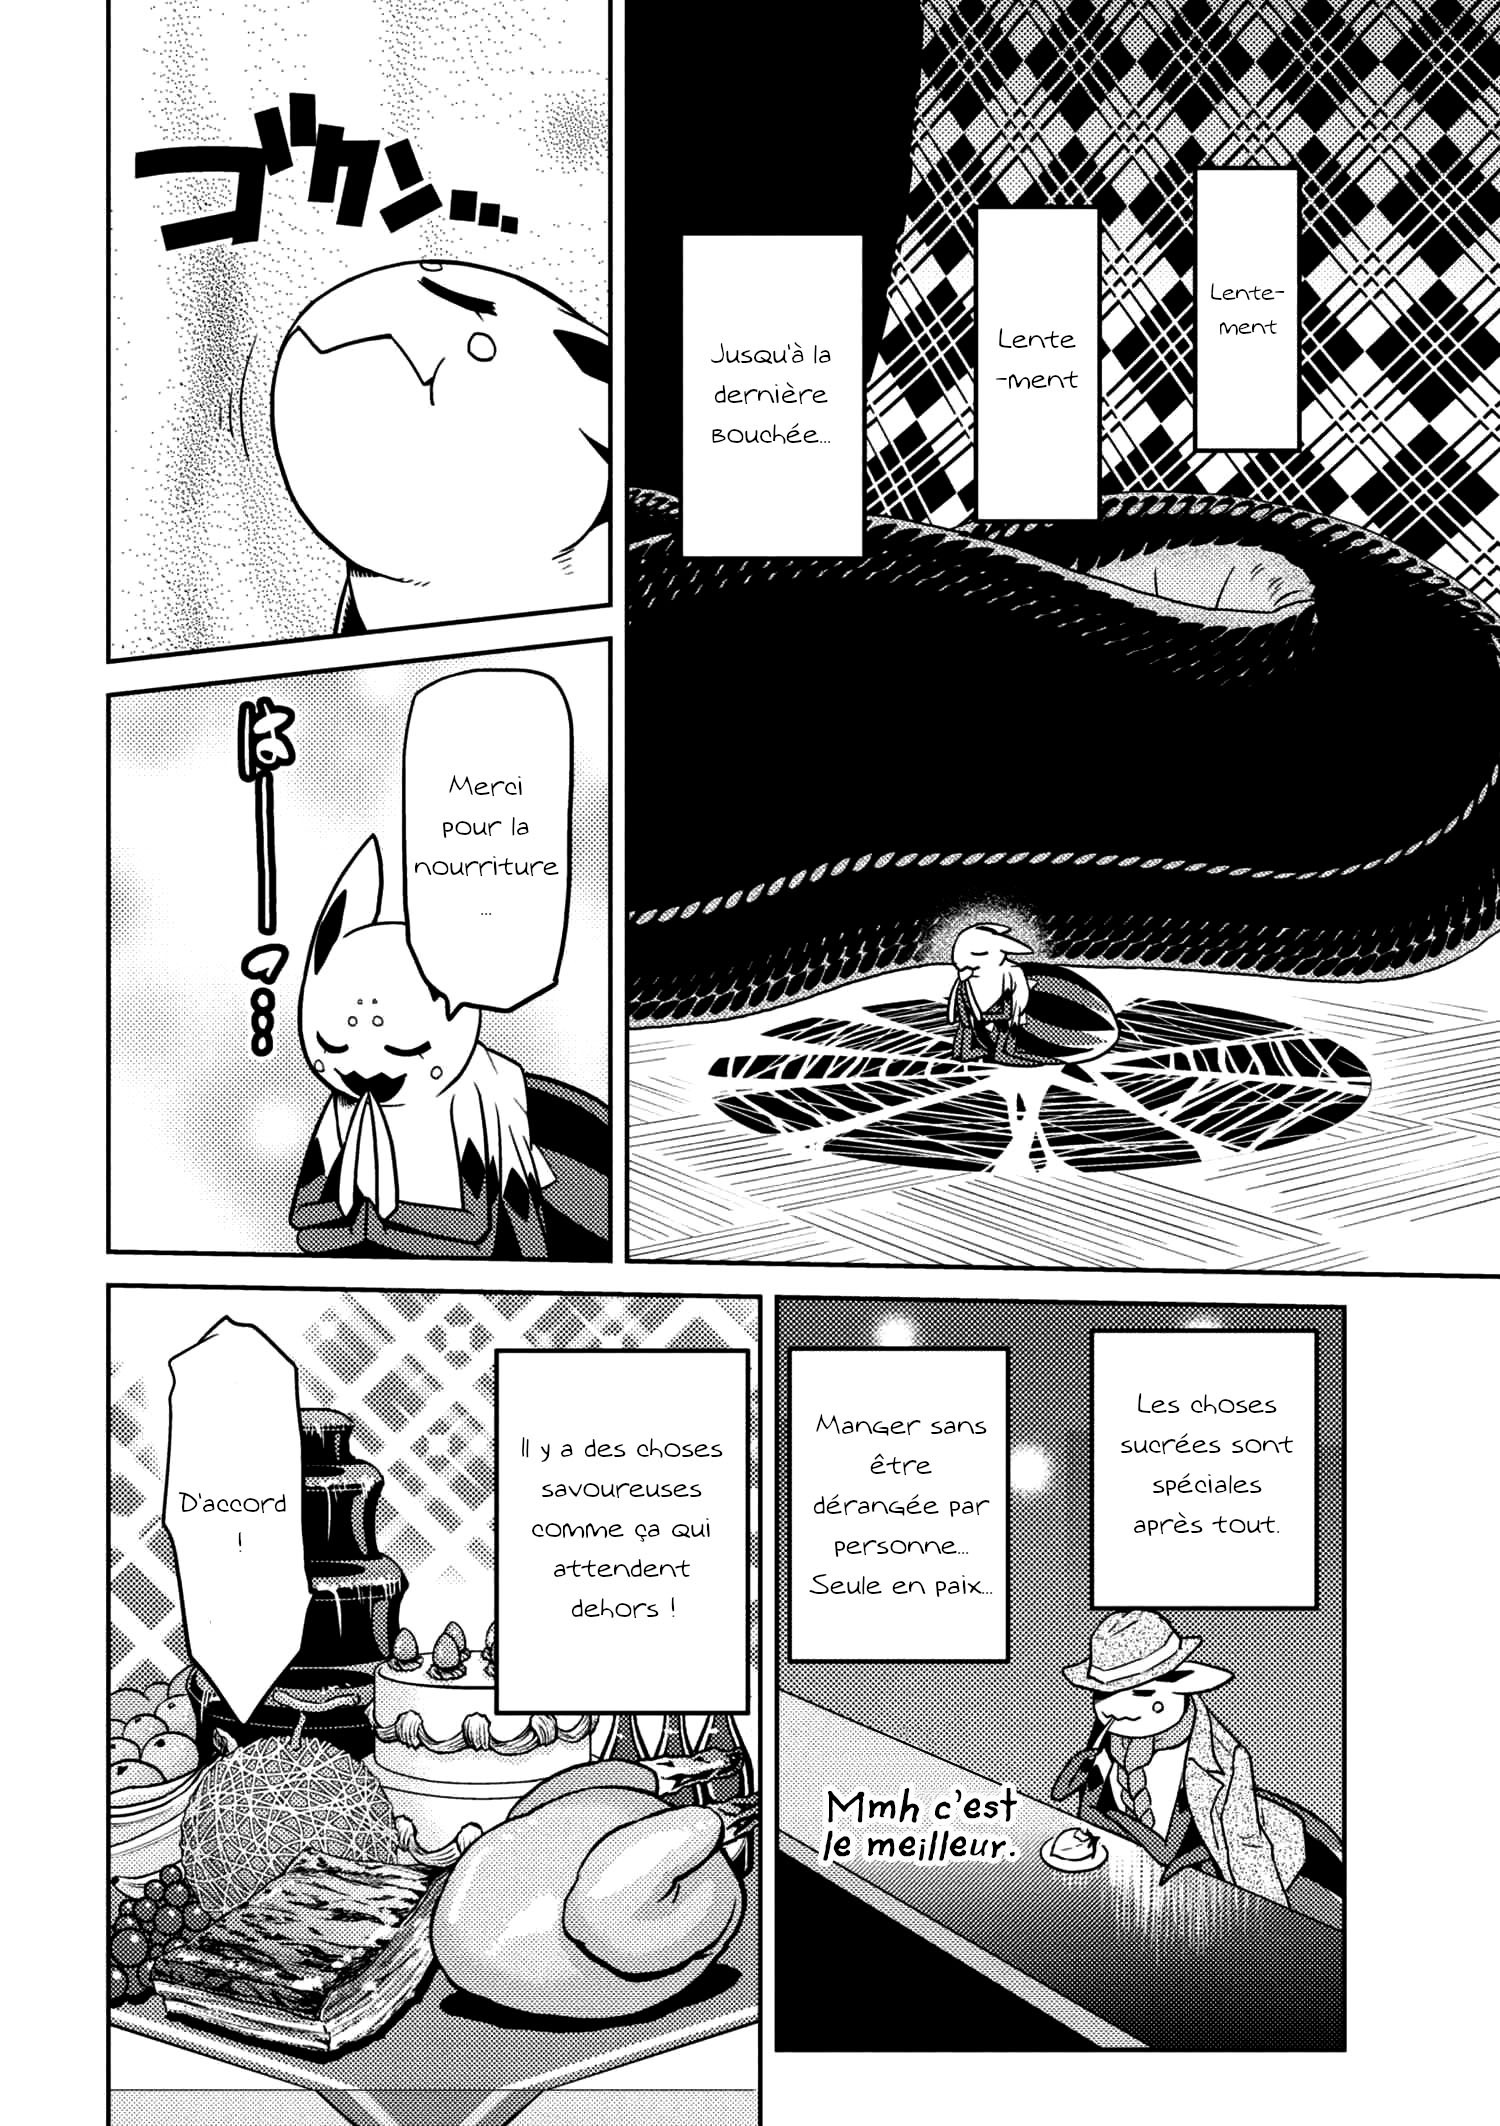 Lente-
ment
Lente
-ment
Jusqu'à la
dernière
bouchée...
ゴクン...
Merci
pour la
nourriture
...
はーっ...
Les choses
sucrées sont
spéciales
après tout.
Manger sans
être
dérangée par
personne...
Seule en paix...
Mmh c'est
le meilleur.
Il y a des choses
savoureuses
comme ça qui
attendent
dehors !
D'accord
!